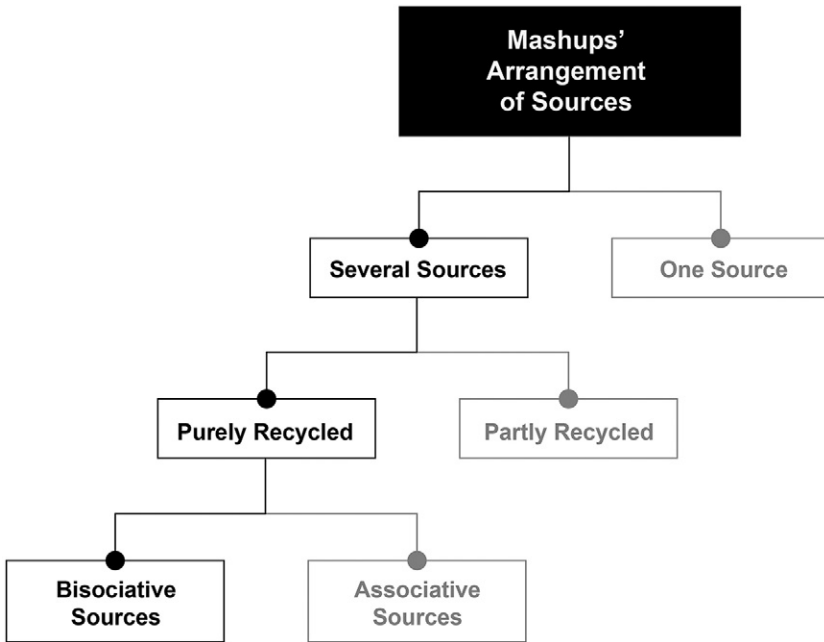 Mashups’
Arrangement
of Sources
Several Sources
One Source
Purely Recycled
Partly Recycled
Bisociative
Sources
Associative
Sources